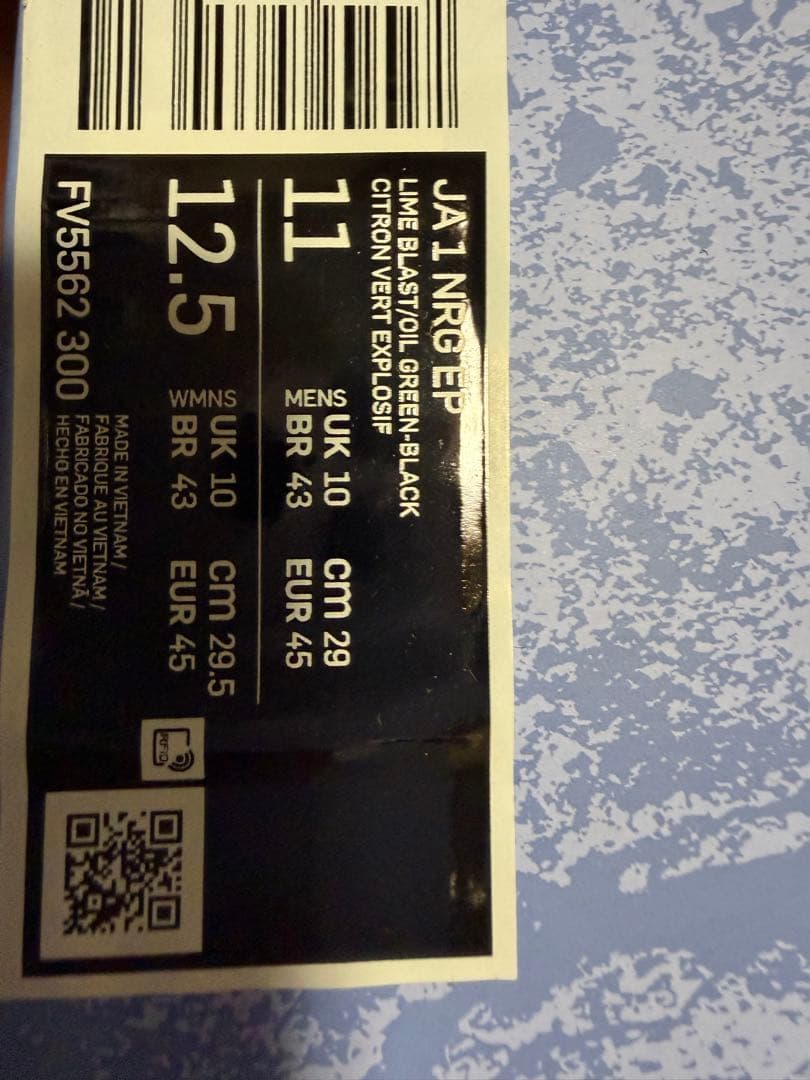 JA 1 NRG EP
LIME BLAST/OIL GREEN-BLACK
CITRON VERT EXPLOSIF
11
MENS
UK 10
cm 29
BR 43
EUR 45
12.5
WMNS
UK 10
cm 29.5
BR 43
EUR 45
FV5562 300
MADE IN VIETNAM /
FABRIQUE AU VIETNAM /
FABRICADO NO VIETNÃ /
HECHO EN VIETNAM
RFID